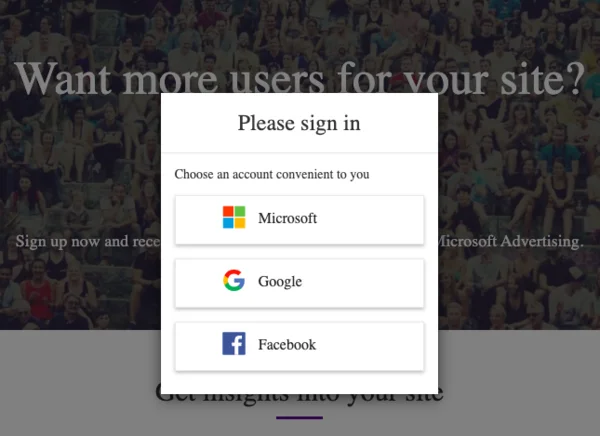 Want more users for your site?
Please sign in
Choose an account convenient to you
Microsoft
Sign up now and rece Microsoft Advertising.
Google
Facebook
Get insights into your site